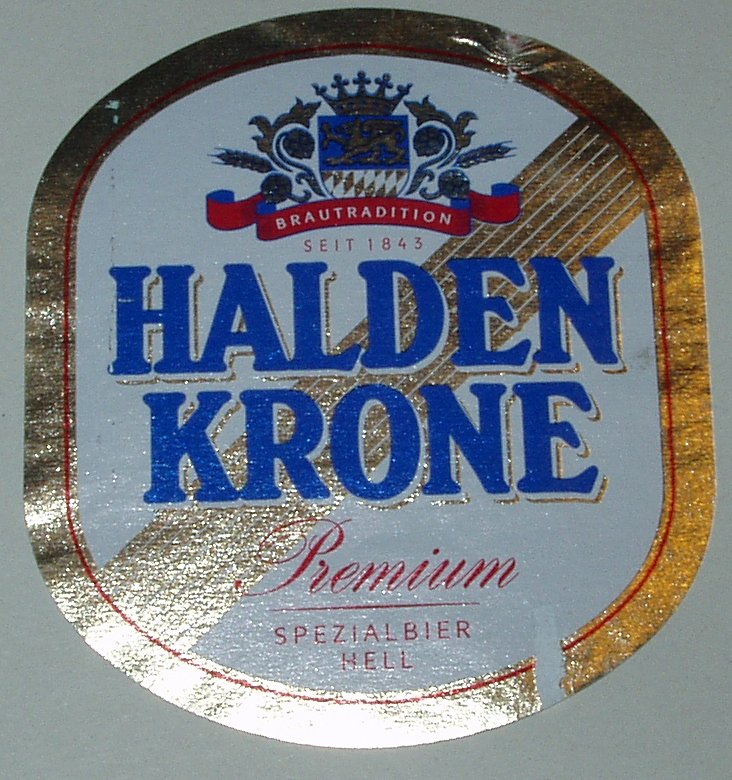 BRAUTRADITION
SEIT 1843
HALDEN
KRONE
Premium
SPEZIALBIER
HELL